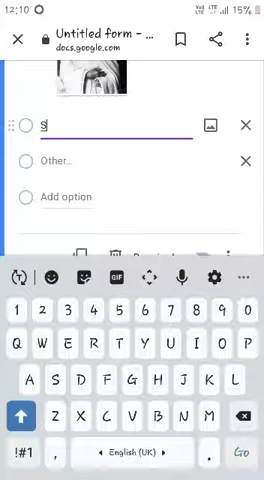 12:10 15%
Untitled form - ...
docs.google.com
S
Other...
Add option
GIF
1 2 3 4 5 6 7 8 9 0
Q W E R T Y U I O P
A S D F G H J K L
Z X C V B N M
!#1 , English (UK) . Go